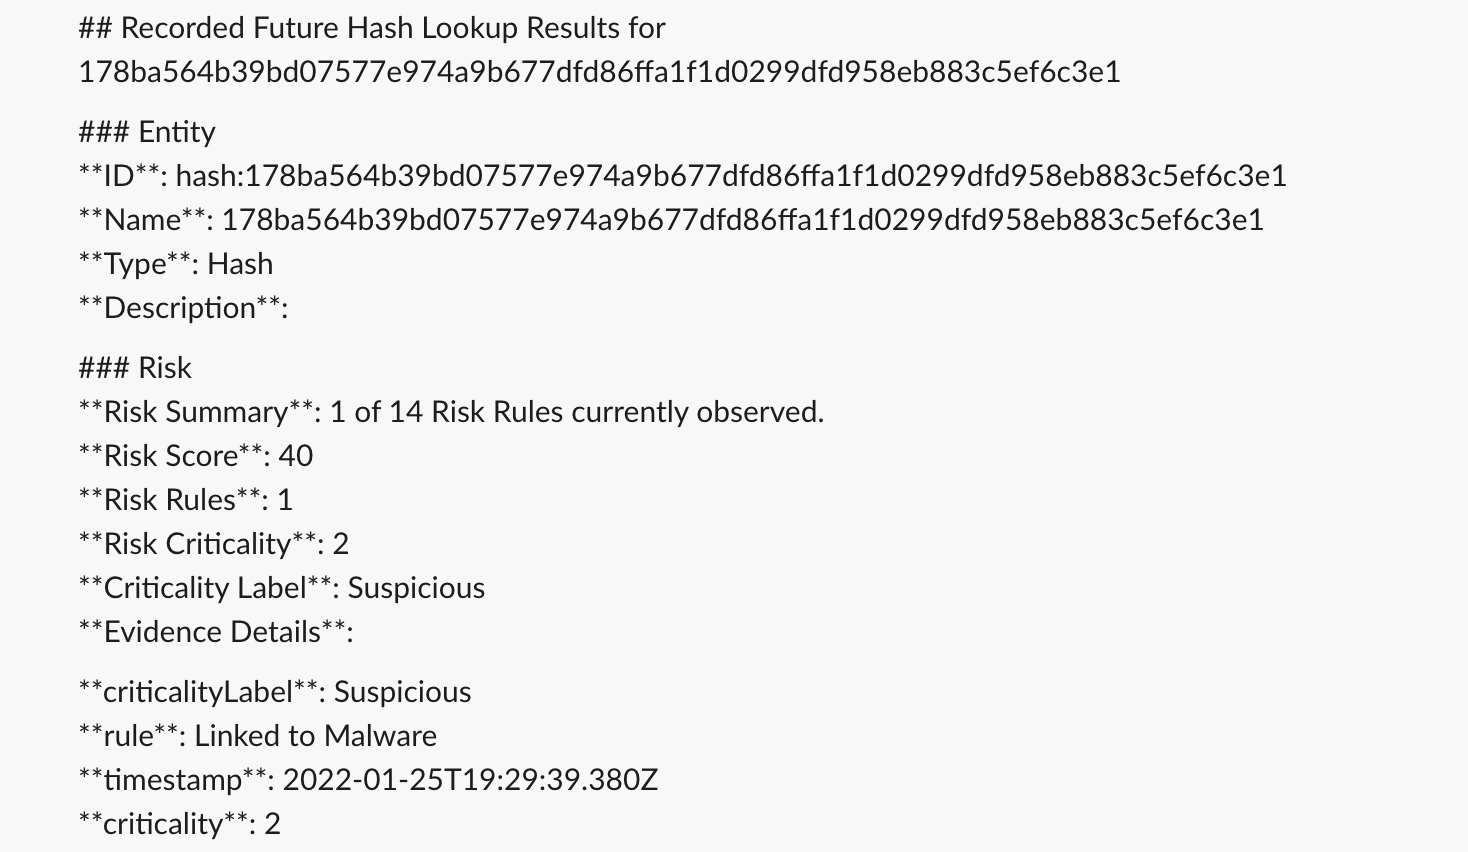 ## Recorded Future Hash Lookup Results for
178ba564b39bd07577e974a9b677dfd86ffa1f1d0299dfd958eb883c5ef6c3e1
### Entity
**ID**: hash:178ba564b39bd07577e974a9b677dfd86ffa1f1d0299dfd958eb883c5ef6c3e1
**Name**: 178ba564b39bd07577e974a9b677dfd86ffa1f1d0299dfd958eb883c5ef6c3e1
**Type**: Hash
**Description**:
### Risk
**Risk Summary**: 1 of 14 Risk Rules currently observed.
**Risk Score**: 40
**Risk Rules**: 1
**Risk Criticality**: 2
**Criticality Label**: Suspicious
**Evidence Details**:
**criticalityLabel**: Suspicious
**rule**: Linked to Malware
**timestamp**: 2022-01-25T19:29:39.380Z
**criticality**: 2